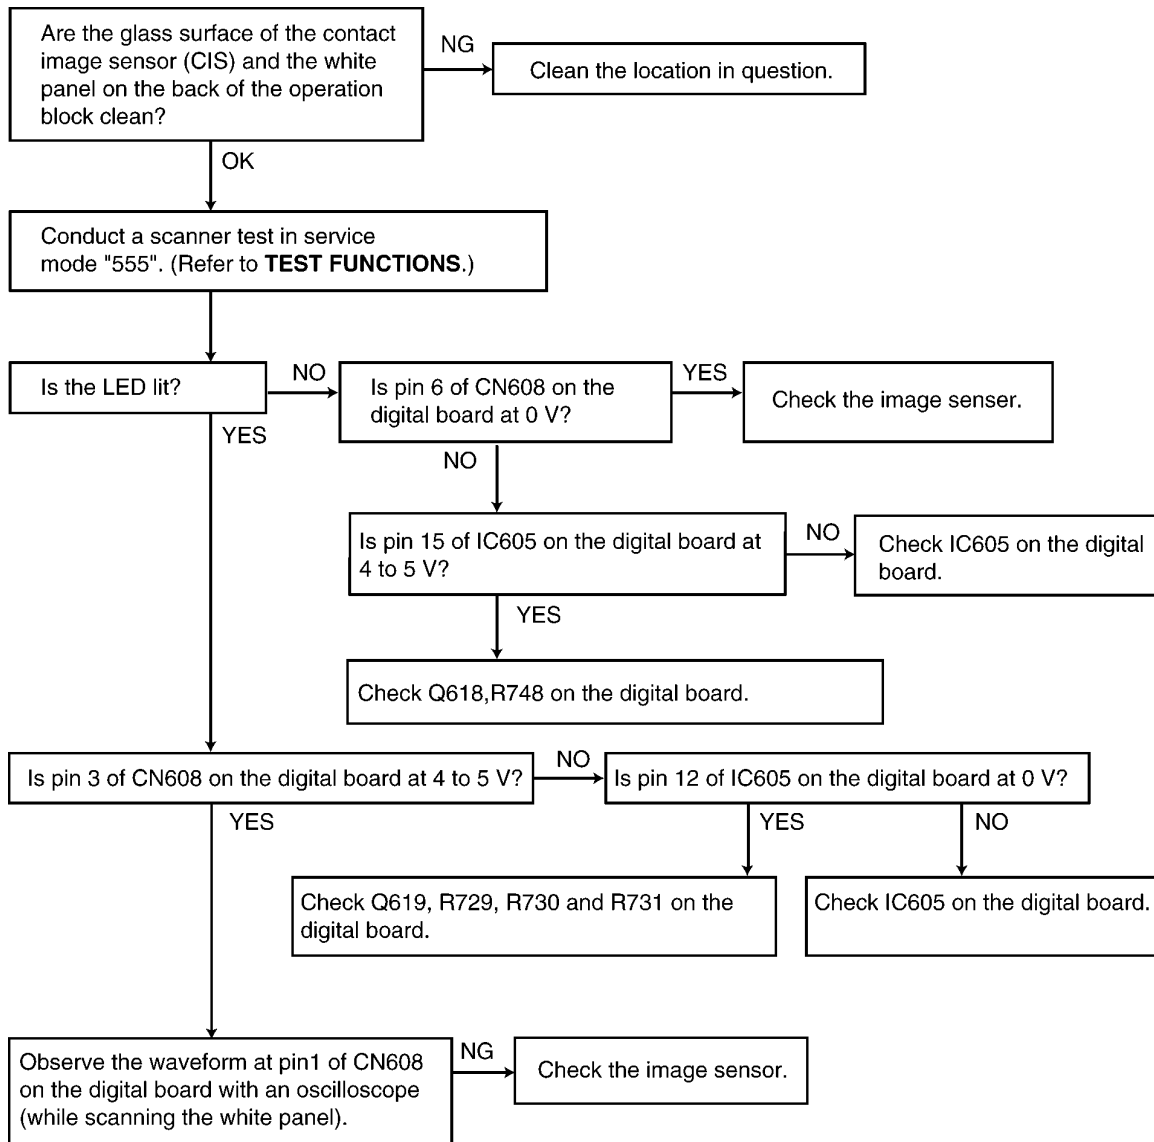 Are the glass surface of the contact
image sensor (CIS) and the white
panel on the back of the operation
block clean?
NG
Clean the location in question.
OK
Conduct a scanner test in service
mode "555". (Refer to TEST FUNCTIONS.)
Is the LED lit?
NO
Is pin 6 of CN608 on the
digital board at 0 V?
YES
Check the image senser.
YES
NO
Is pin 15 of IC605 on the digital board at
4 to 5 V?
NO
Check IC605 on the digital
board.
YES
Check Q618,R748 on the digital board.
Is pin 3 of CN608 on the digital board at 4 to 5 V?
NO
Is pin 12 of IC605 on the digital board at 0 V?
YES
YES
NO
Check Q619, R729, R730 and R731 on the
digital board.
Check IC605 on the digital board.
Observe the waveform at pin1 of CN608
on the digital board with an oscilloscope
(while scanning the white panel).
NG
Check the image sensor.